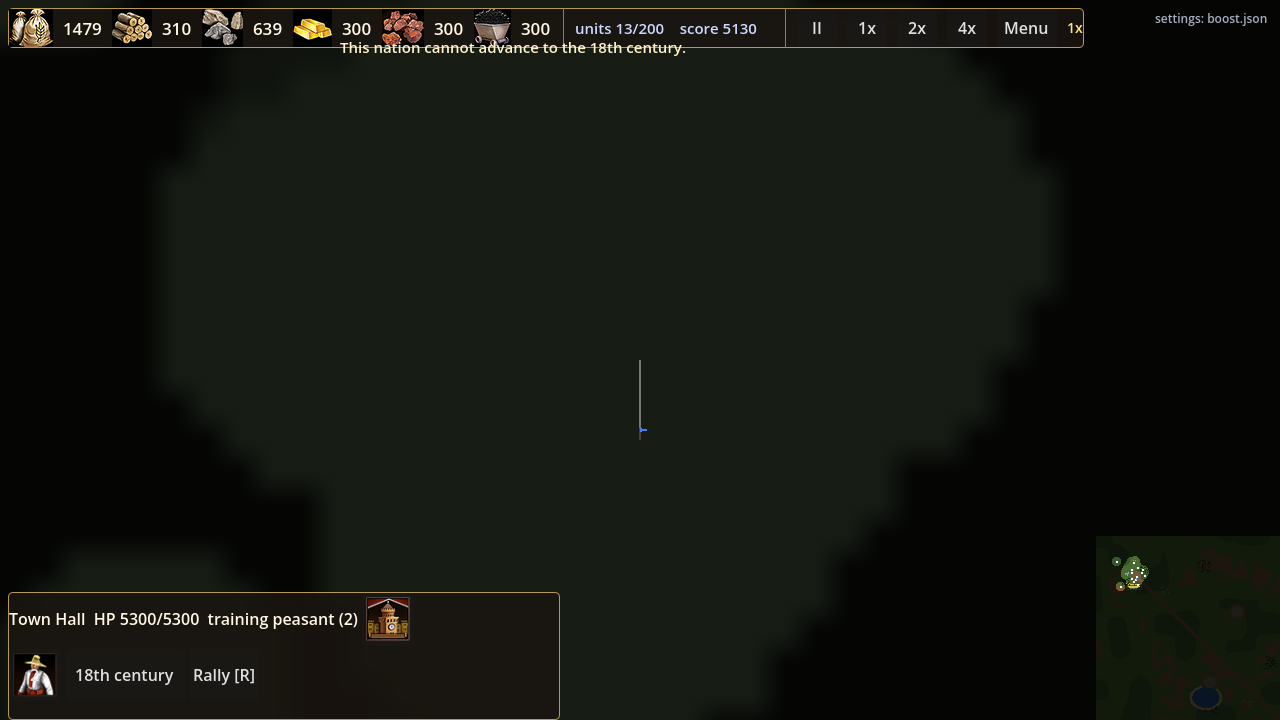 1479 310 639 300 300 300 units 13/200 score 5130 II 1x 2x 4x Menu 1x
settings: boost.json
This nation cannot advance to the 18th century.
Town Hall HP 5300/5300 training peasant (2)
18th century Rally [R]